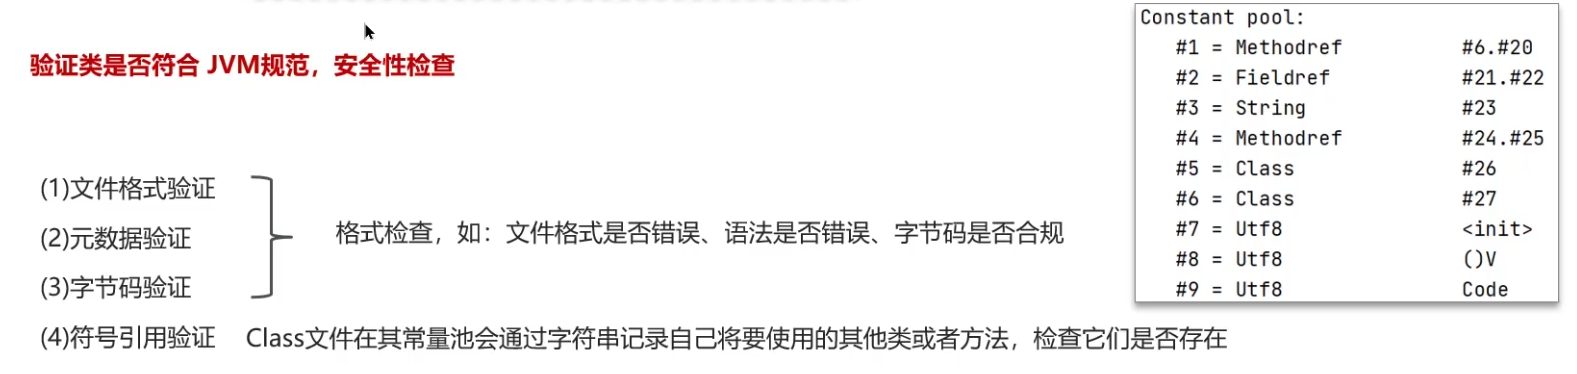 验证类是否符合 JVM规范，安全性检查
(1)文件格式验证
(2)元数据验证
(3)字节码验证
格式检查，如：文件格式是否错误、语法是否错误、字节码是否合规
(4)符号引用验证 Class文件在其常量池会通过字符串记录自己将要使用的其他类或者方法，检查它们是否存在
Constant pool:
#1 = Methodref #6.#20
#2 = Fieldref #21.#22
#3 = String #23
#4 = Methodref #24.#25
#5 = Class #26
#6 = Class #27
#7 = Utf8 <init>
#8 = Utf8 ()V
#9 = Utf8 Code